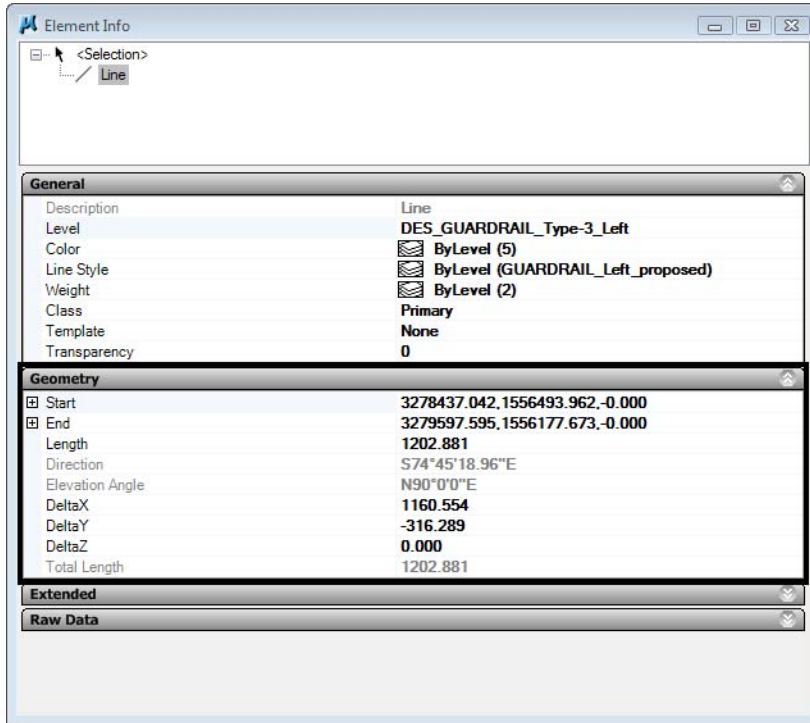 Element Info
<Selection>
Line
General
Description Line
Level DES_GUARDRAIL_Type-3_Left
Color ByLevel (5)
Line Style ByLevel (GUARDRAIL_Left_proposed)
Weight ByLevel (2)
Class Primary
Template None
Transparency 0
Geometry
Start 3278437.042,1556493.962,-0.000
End 3279597.595,1556177.673,-0.000
Length 1202.881
Direction S74°45'18.96"E
Elevation Angle N90°0'0"E
DeltaX 1160.554
DeltaY -316.289
DeltaZ 0.000
Total Length 1202.881
Extended
Raw Data